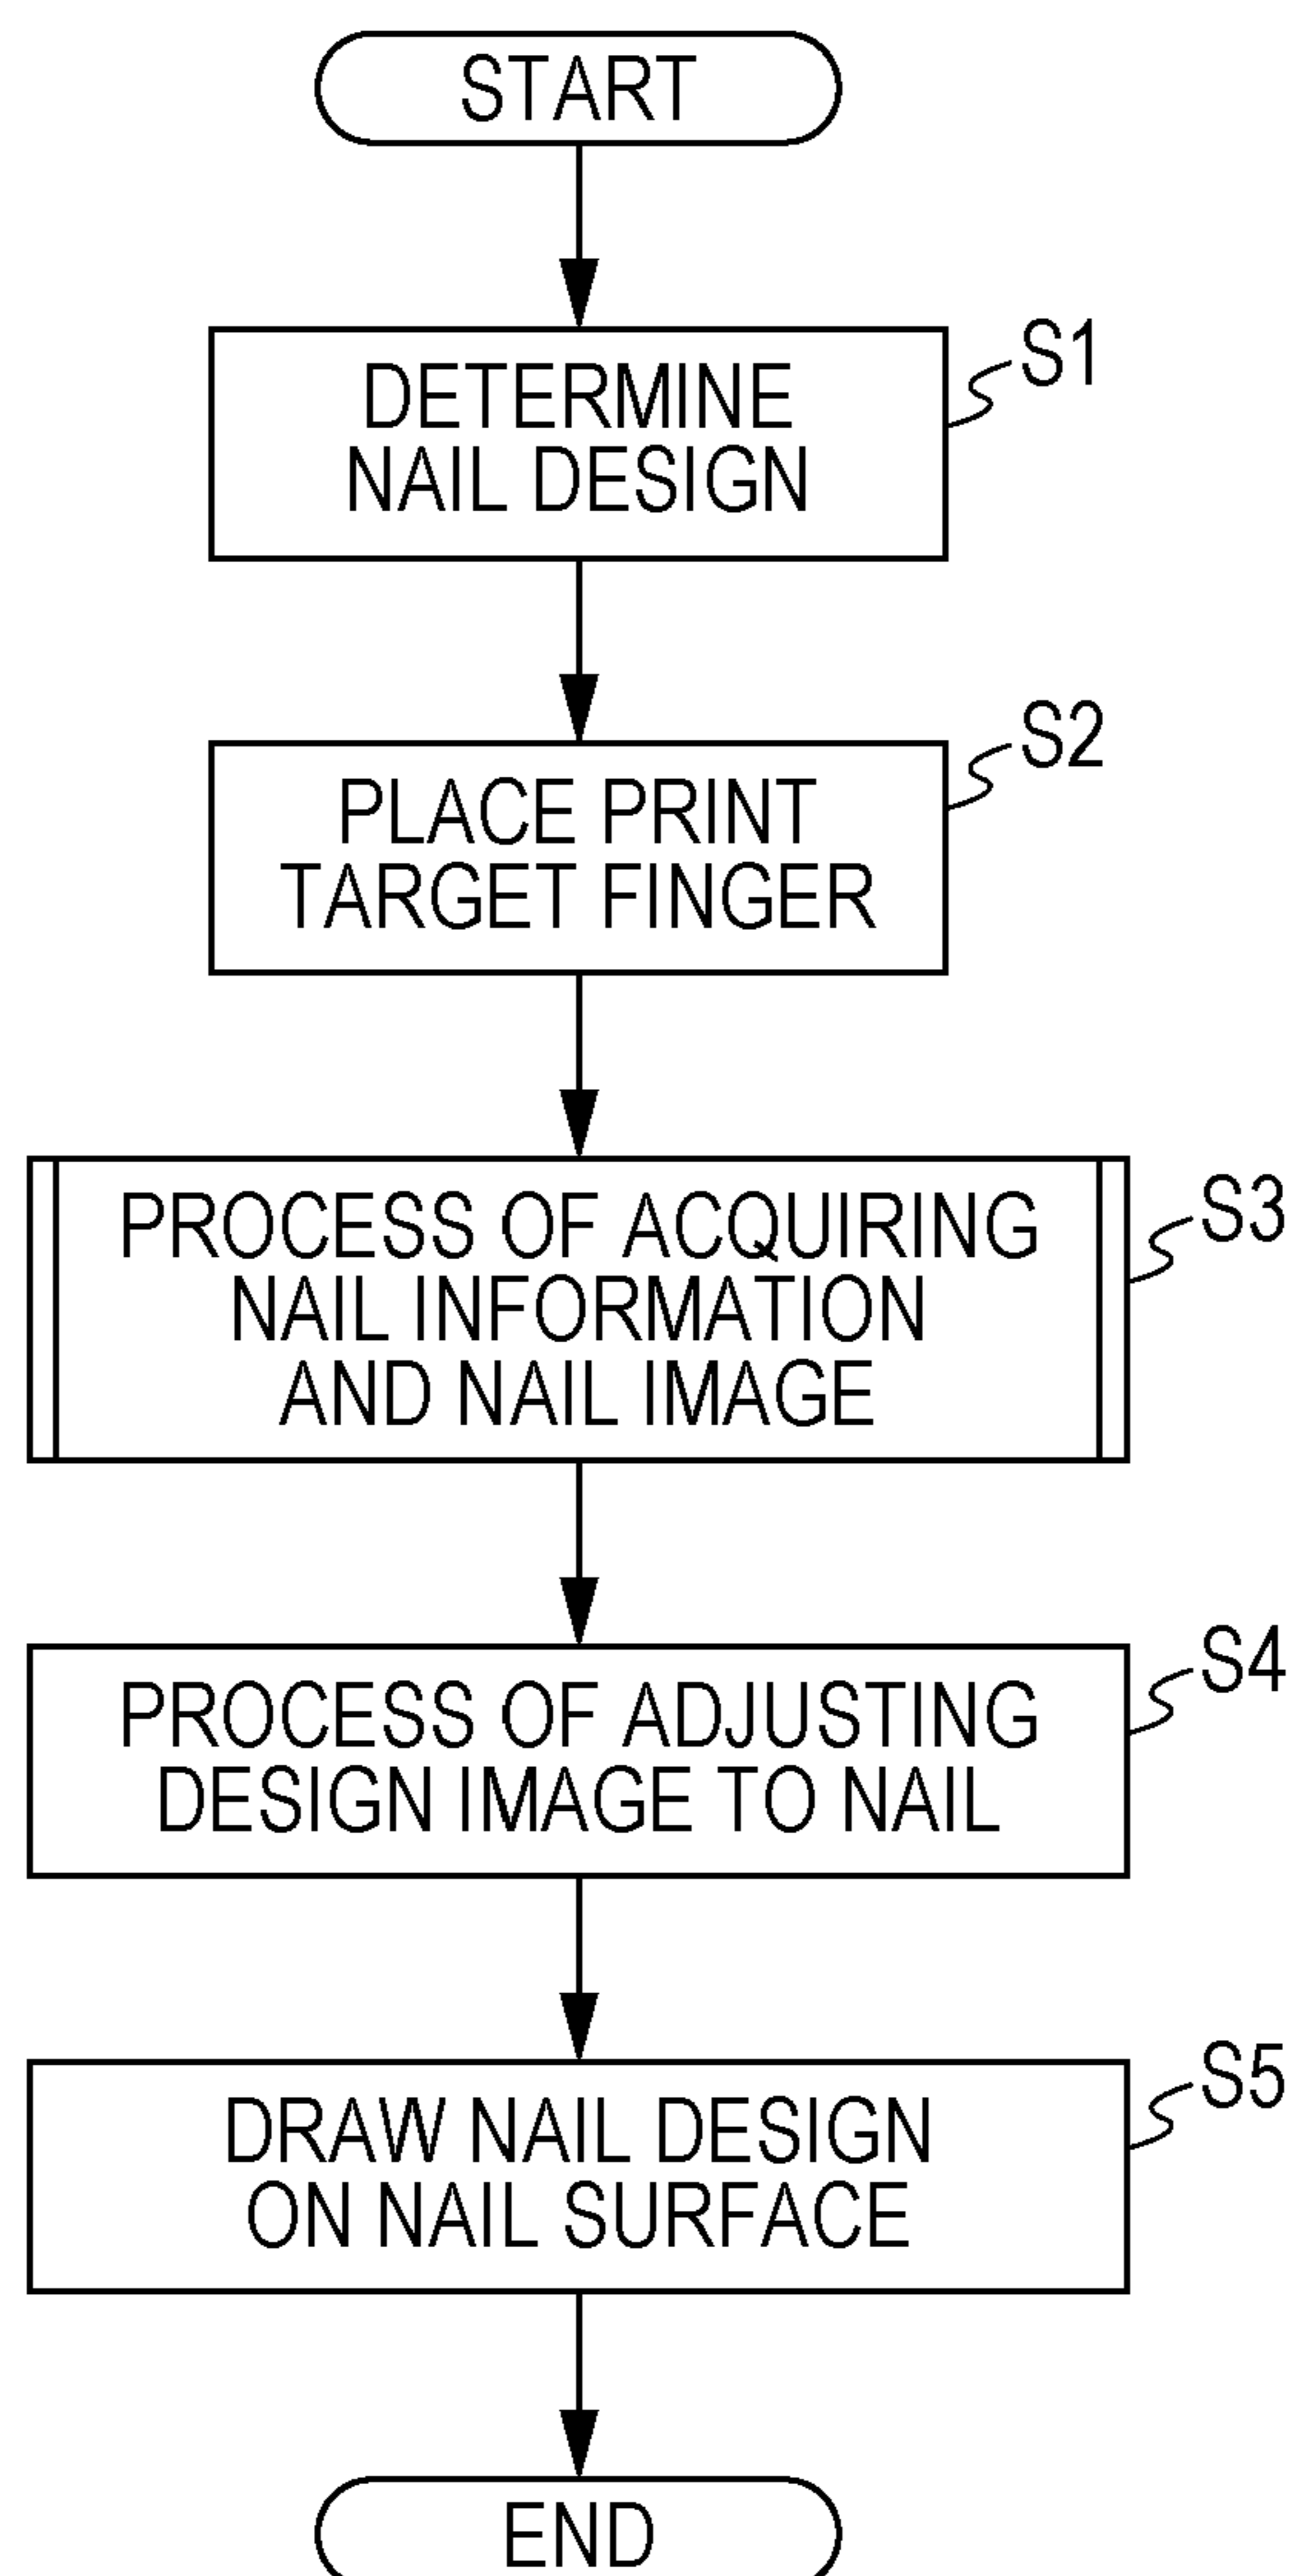 START
DETERMINE
NAIL DESIGN
S1
PLACE PRINT
TARGET FINGER
S2
PROCESS OF ACQUIRING
NAIL INFORMATION
AND NAIL IMAGE
S3
PROCESS OF ADJUSTING
DESIGN IMAGE TO NAIL
S4
DRAW NAIL DESIGN
ON NAIL SURFACE
S5
END